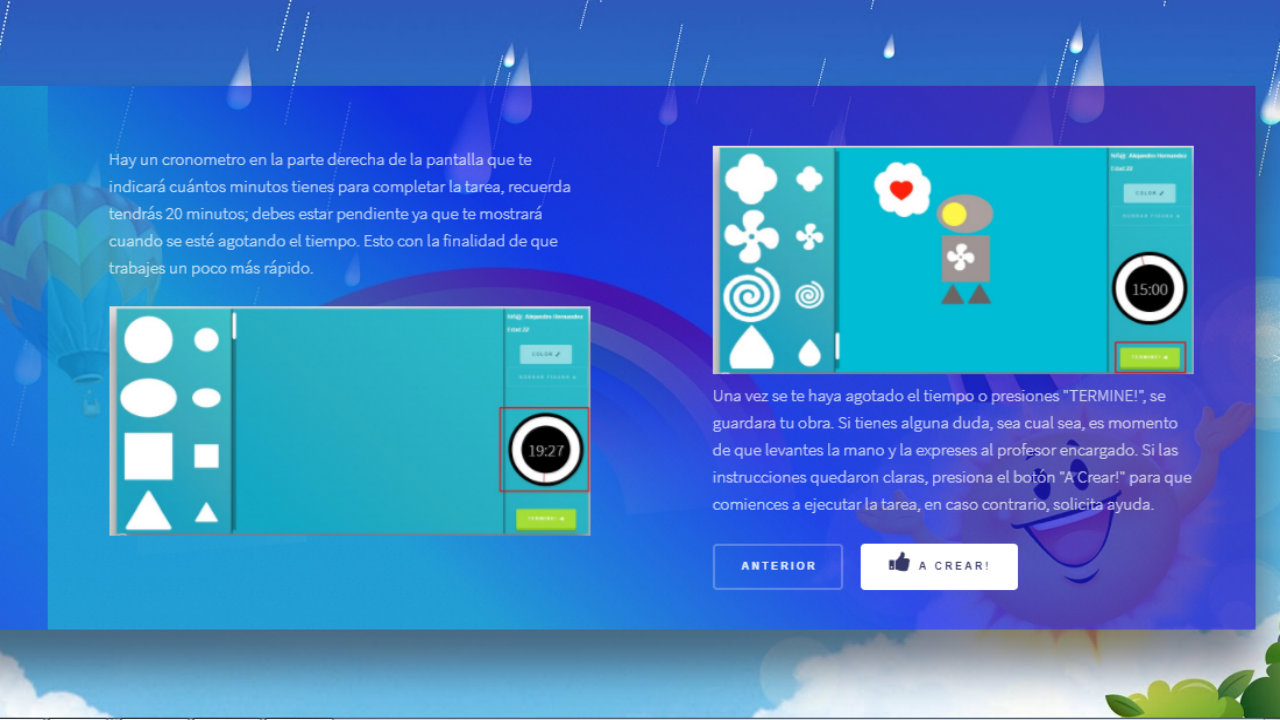 Hay un cronometro en la parte derecha de la pantalla que te
indicará cuántos minutos tienes para completar la tarea, recuerda
tendrás 20 minutos; debes estar pendiente ya que te mostrará
cuando se esté agotando el tiempo. Esto con la finalidad de que
trabajes un poco más rápido.
Niñ@: Alejandro Hernandez
Edad:22
COLOR
BORRAR FIGURA
19:27
TERMINE!
Niñ@: Alejandro Hernandez
Edad:22
COLOR
BORRAR FIGURA
15:00
TERMINE!
Una vez se te haya agotado el tiempo o presiones "TERMINE!", se
guardara tu obra. Si tienes alguna duda, sea cual sea, es momento
de que levantes la mano y la expreses al profesor encargado. Si las
instrucciones quedaron claras, presiona el botón "A Crear!" para que
comiences a ejecutar la tarea, en caso contrario, solicita ayuda.
ANTERIOR
A CREAR!